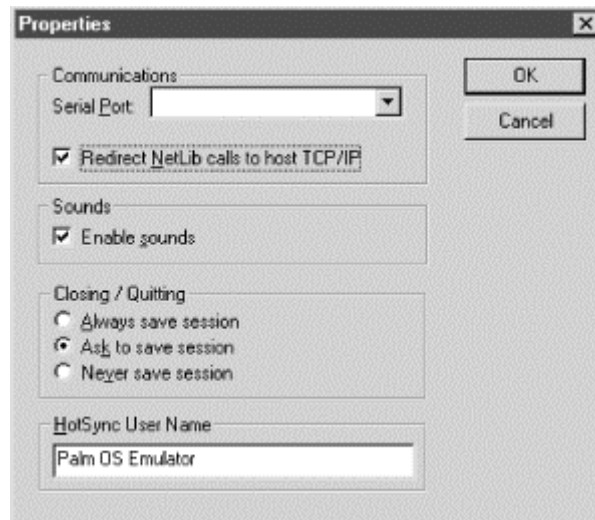 Properties
Communications
Serial Port:
Redirect NetLib calls to host TCP/IP
Sounds
Enable sounds
Closing / Quitting
Always save session
Ask to save session
Never save session
HotSync User Name
Palm OS Emulator
OK
Cancel